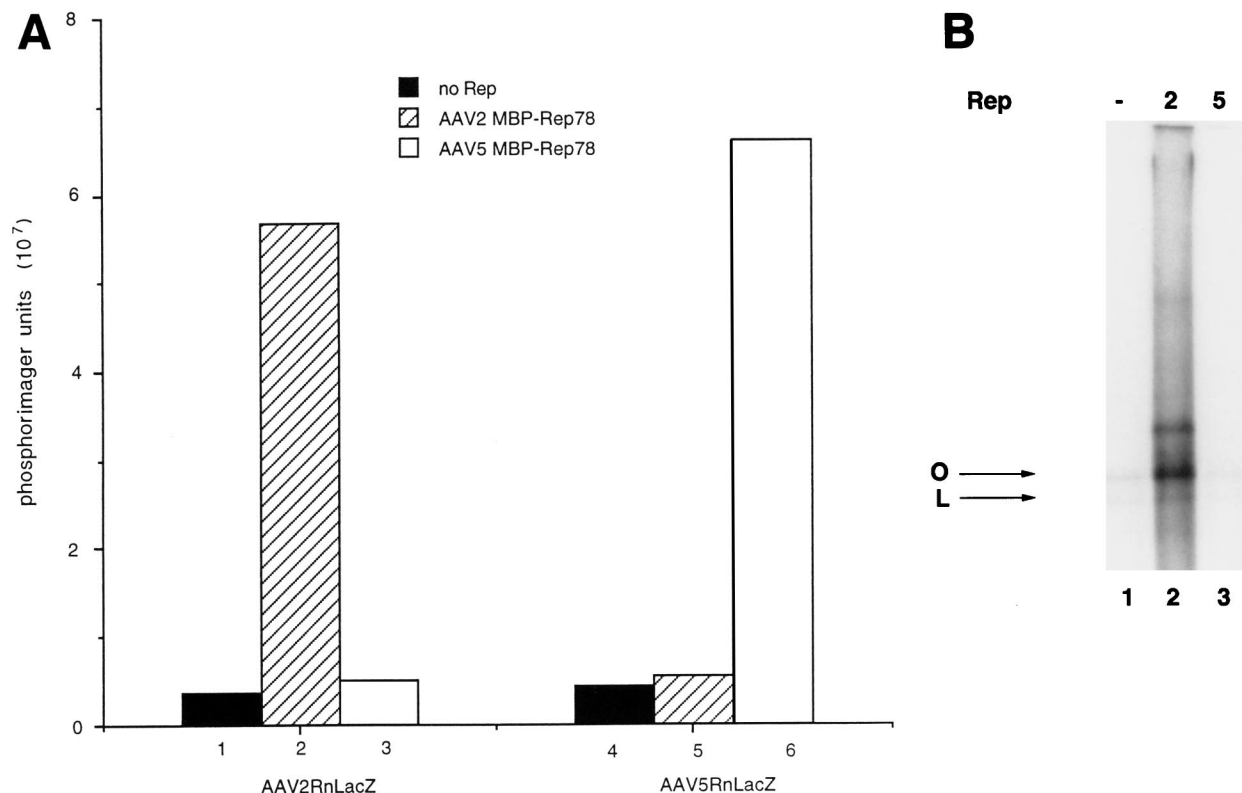 A
8
6
4
2
0
phosphorimager units (10⁷)
no Rep
AAV2 MBP-Rep78
AAV5 MBP-Rep78
1 2 3 4 5 6
AAV2RnLacZ AAV5RnLacZ
B
Rep - 2 5
O
L
1 2 3